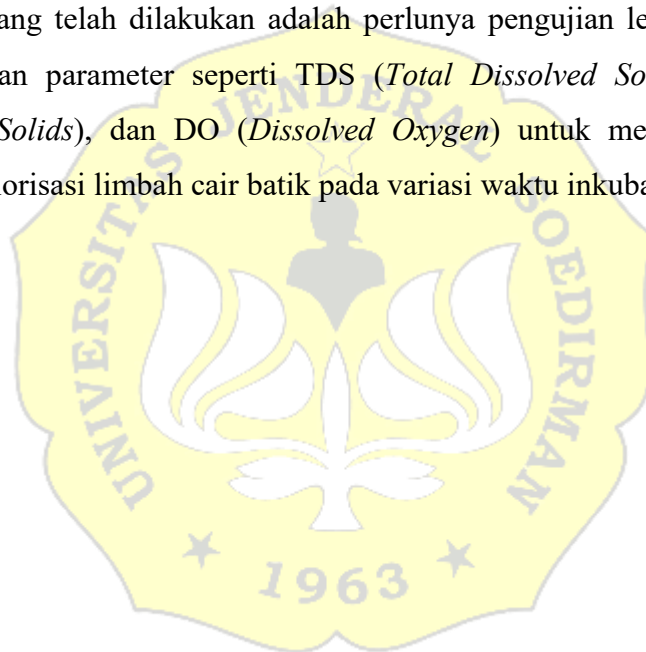 ang telah dilakukan adalah perlunya pengujian le
an parameter seperti TDS (Total Dissolved So
Solids), dan DO (Dissolved Oxygen) untuk me
lorisasi limbah cair batik pada variasi waktu inkuba
UNIVERSITAS JENDERAL SOEDIRMAN
1963